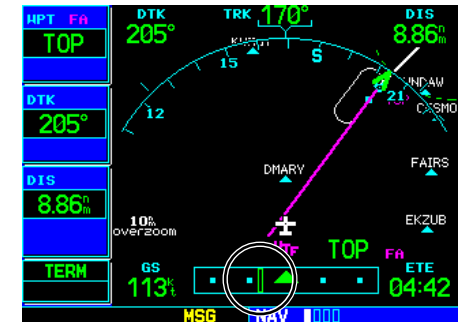 WPT FA
TOP
DTK
205°
DIS
8.86nm
TERM
DTK
205°
TRK 170°
DIS
8.86nm
12
15
S
21
CASMO
DMARY
FAIRS
10nm
overzoom
EKZUB
TOP FA
GS
113kt
ETE
04:42
MSG NAV